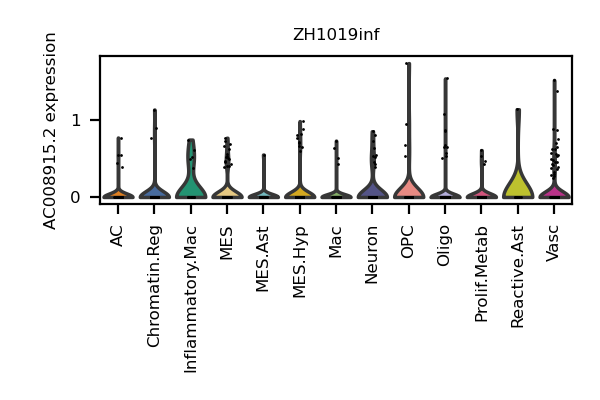 ZH1019inf
AC008915.2 expression
1
0
AC
Chromatin.Reg
Inflammatory.Mac
MES
MES.Ast
MES.Hyp
Mac
Neuron
OPC
Oligo
Prolif.Metab
Reactive.Ast
Vasc